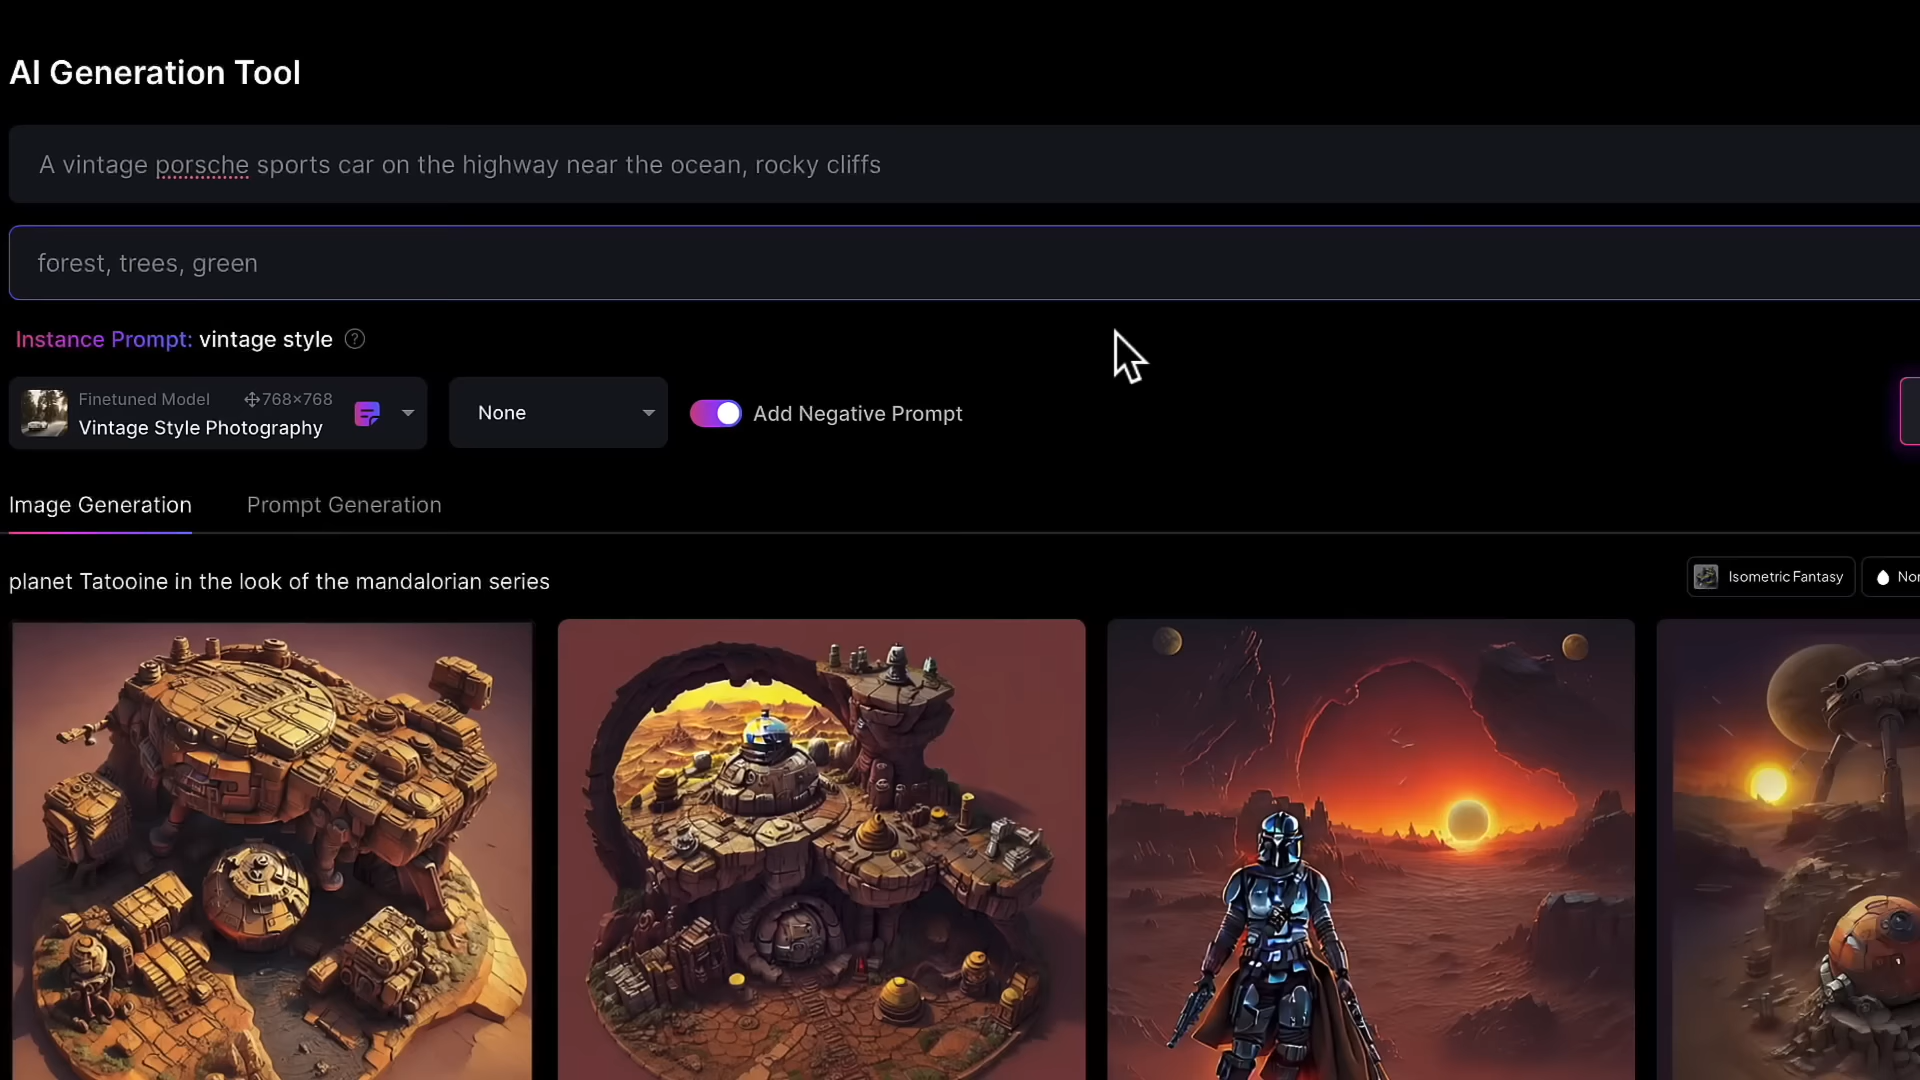 AI Generation Tool
A vintage porsche sports car on the highway near the ocean, rocky cliffs
forest, trees, green
Instance Prompt: vintage style ?
Finetuned Model 768×768
Vintage Style Photography
None
Add Negative Prompt
Image Generation Prompt Generation
planet Tatooine in the look of the mandalorian series
Isometric Fantasy